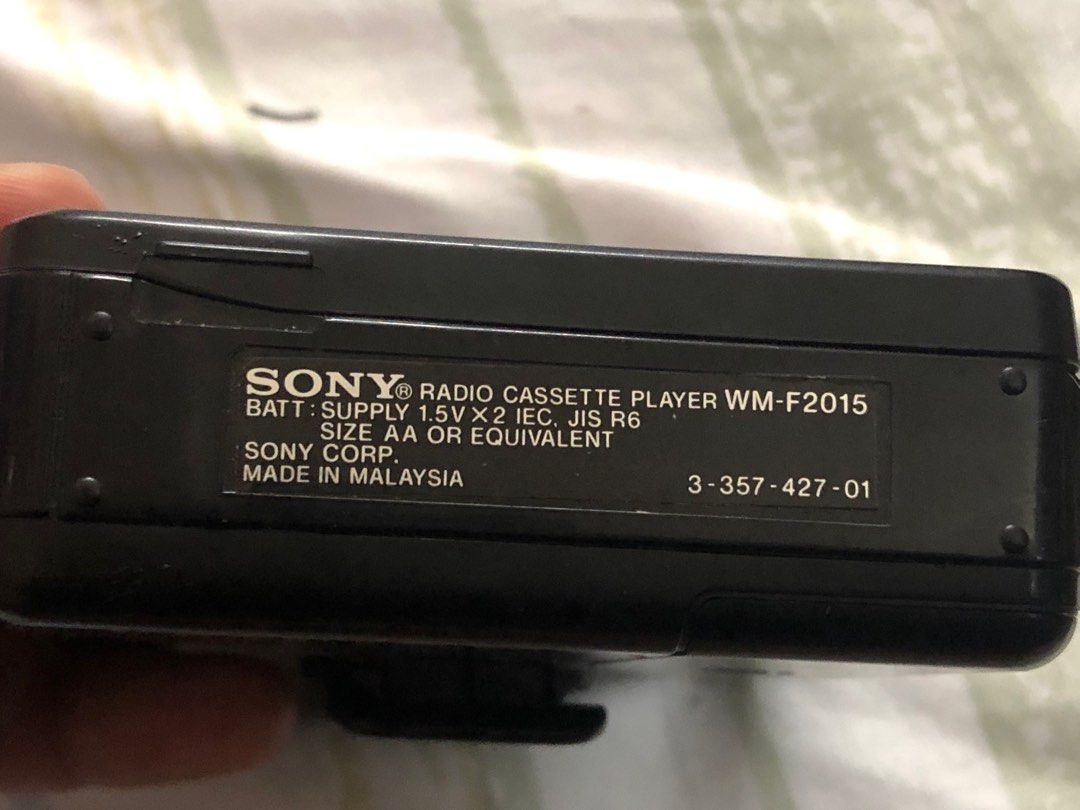 SONY® RADIO CASSETTE PLAYER WM-F2015
BATT: SUPPLY 1.5V×2 IEC, JIS R6
SIZE AA OR EQUIVALENT
SONY CORP.
MADE IN MALAYSIA 3-357-427-01